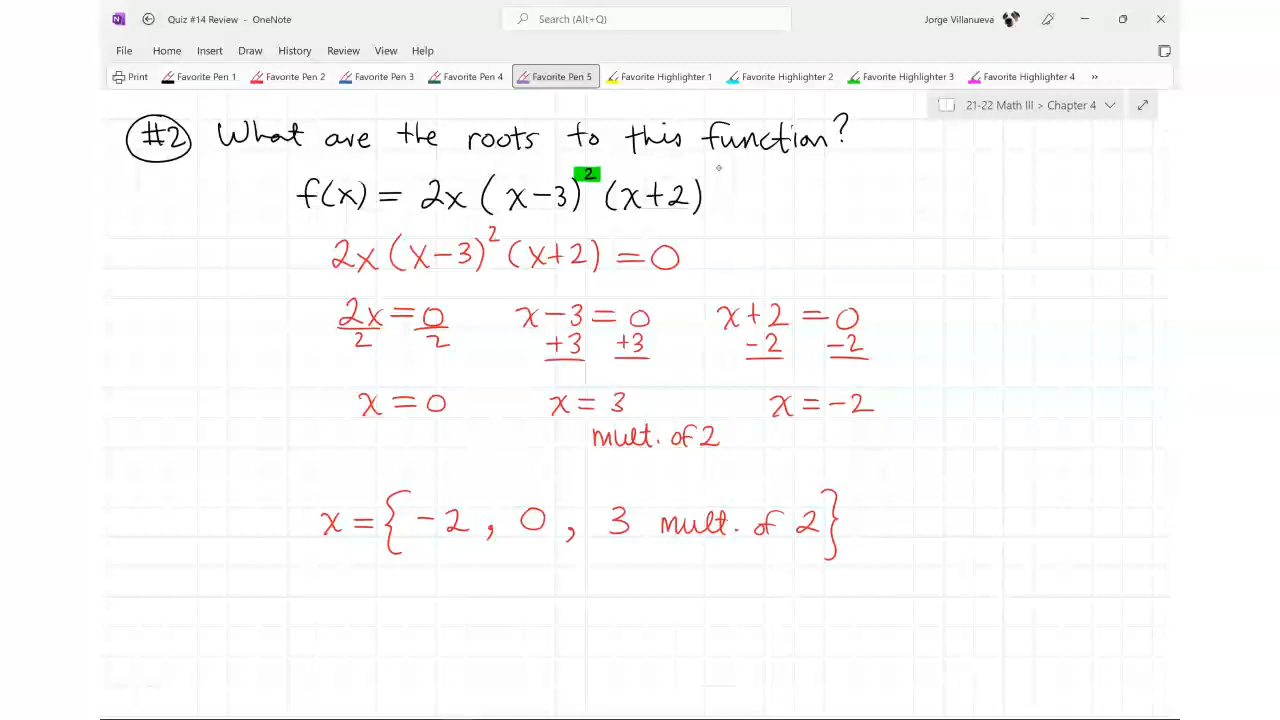 Quiz #14 Review - OneNote
Search (Alt+Q)
Jorge Villanueva
File Home Insert Draw History Review View Help
Print Favorite Pen 1 Favorite Pen 2 Favorite Pen 3 Favorite Pen 4 Favorite Pen 5 Favorite Highlighter 1 Favorite Highlighter 2 Favorite Highlighter 3 Favorite Highlighter 4 »
21-22 Math III > Chapter 4
#2 What are the roots to this function?
f(x) = 2x (x-3)² (x+2)
2x (x-3)² (x+2) = 0
2x = 0 x-3 = 0 x+2 = 0
2 2 +3 +3 -2 -2
x = 0 x = 3 x = -2
mult. of 2
x = { -2 , 0 , 3 mult. of 2 }